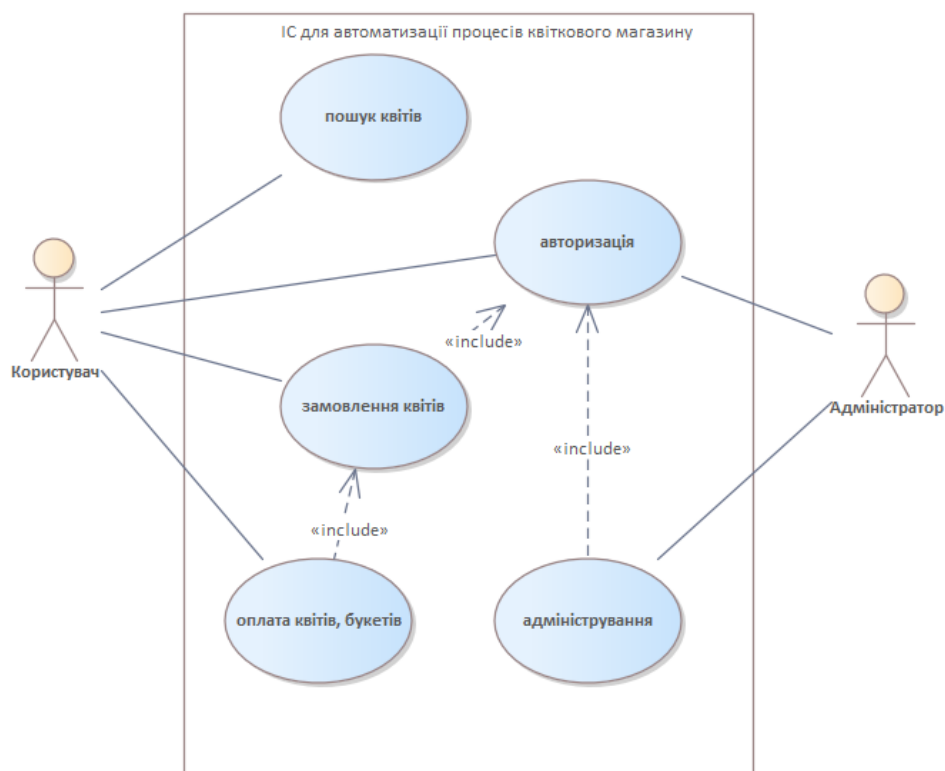 ІС для автоматизації процесів квіткового магазину
пошук квітів
авторизація
«include»
Користувач
замовлення квітів
Адміністратор
«include»
«include»
оплата квітів, букетів
адміністрування